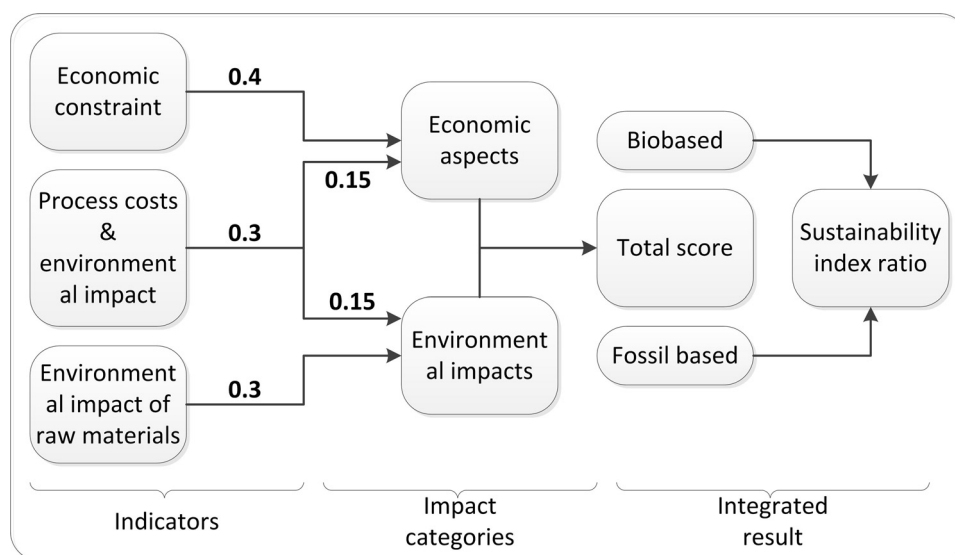 Economic
constraint
0.4
Process costs
&
environment
al impact
0.3
0.15
0.15
Environment
al impact of
raw materials
0.3
Economic
aspects
Environment
al impacts
Biobased
Total score
Fossil based
Sustainability
index ratio
Indicators
Impact
categories
Integrated
result